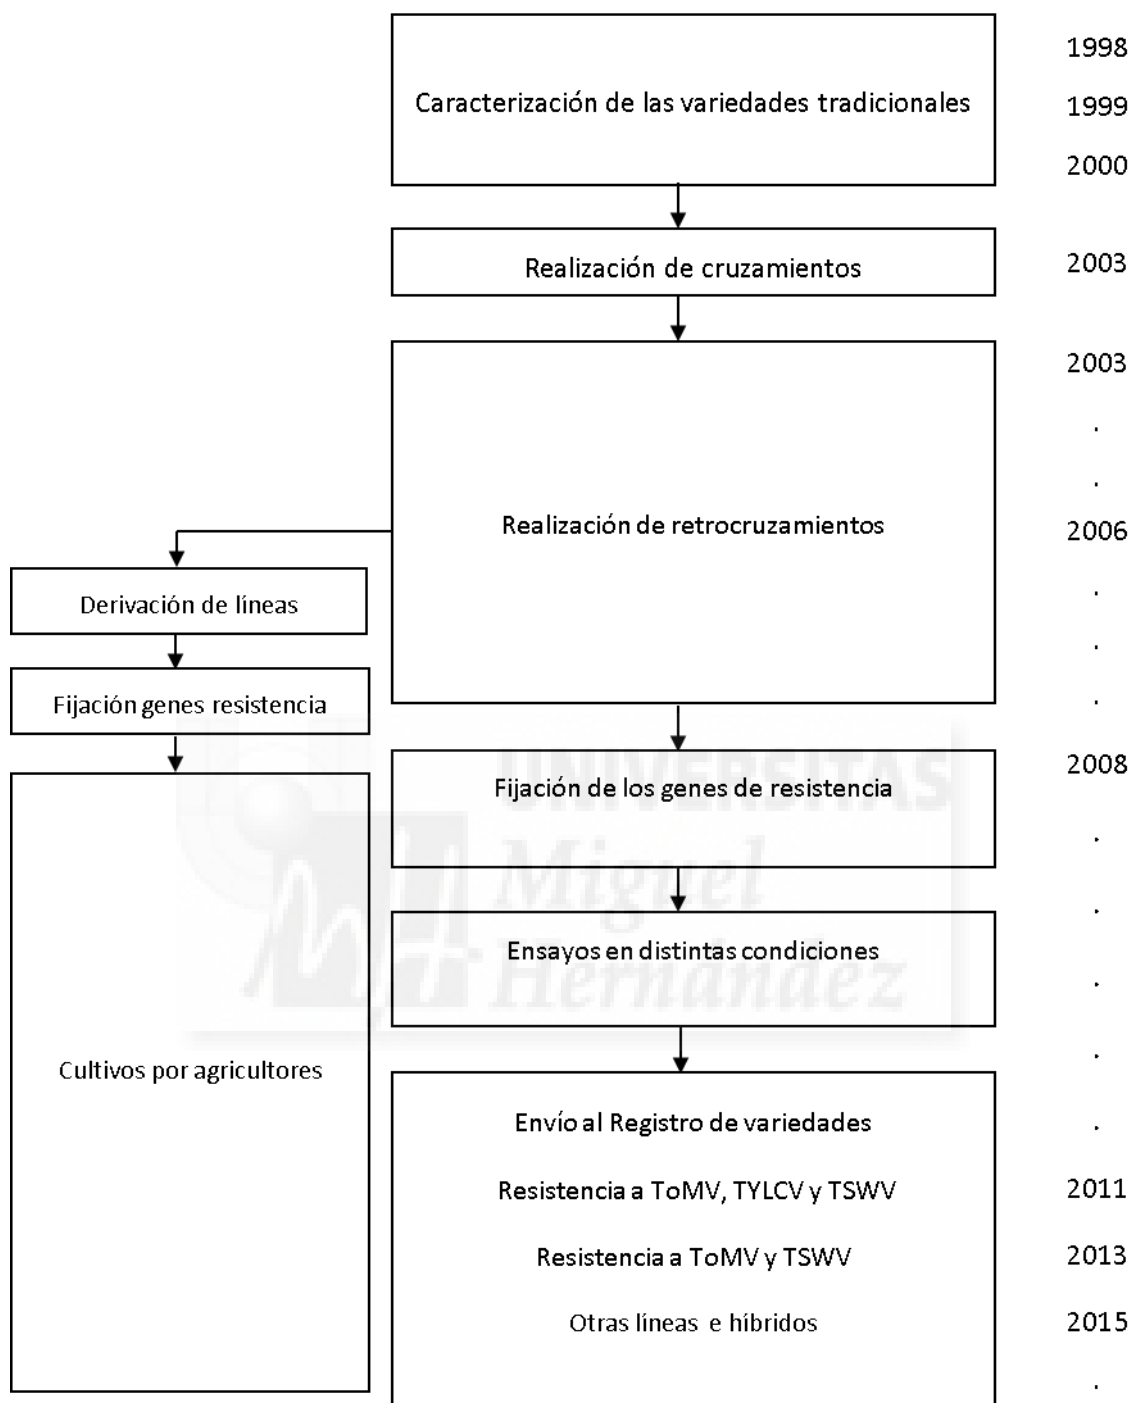 Caracterización de las variedades tradicionales
1998
1999
2000
Realización de cruzamientos
2003
Realización de retrocruzamientos
2003
.
.
2006
.
.
.
Derivación de líneas
Fijación genes resistencia
Cultivos por agricultores
Fijación de los genes de resistencia
2008
.
.
Ensayos en distintas condiciones
.
.
Envío al Registro de variedades
.
Resistencia a ToMV, TYLCV y TSWV
2011
Resistencia a ToMV y TSWV
2013
Otras líneas e híbridos
2015
.
UNIVERSITAS
Miguel
Hernández